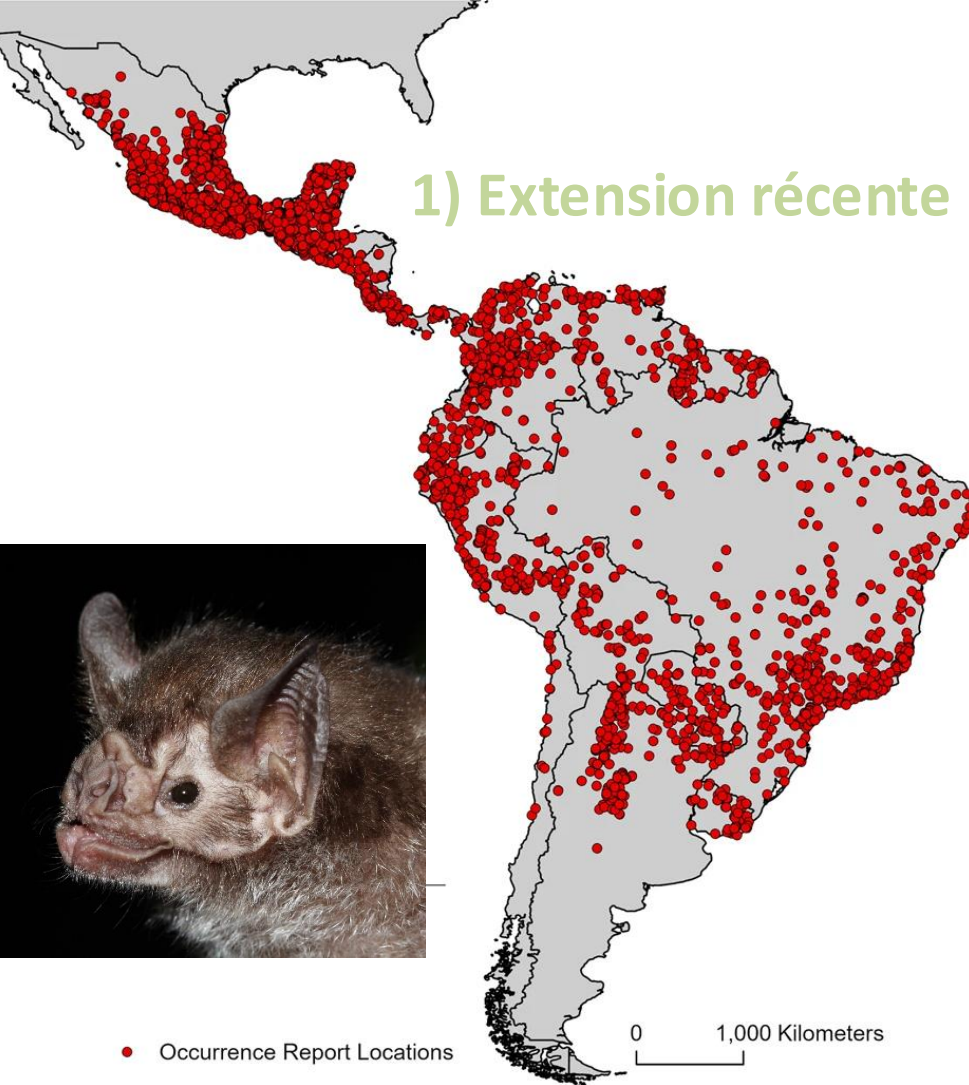 1) Extension récente
Occurrence Report Locations
0 1,000 Kilometers